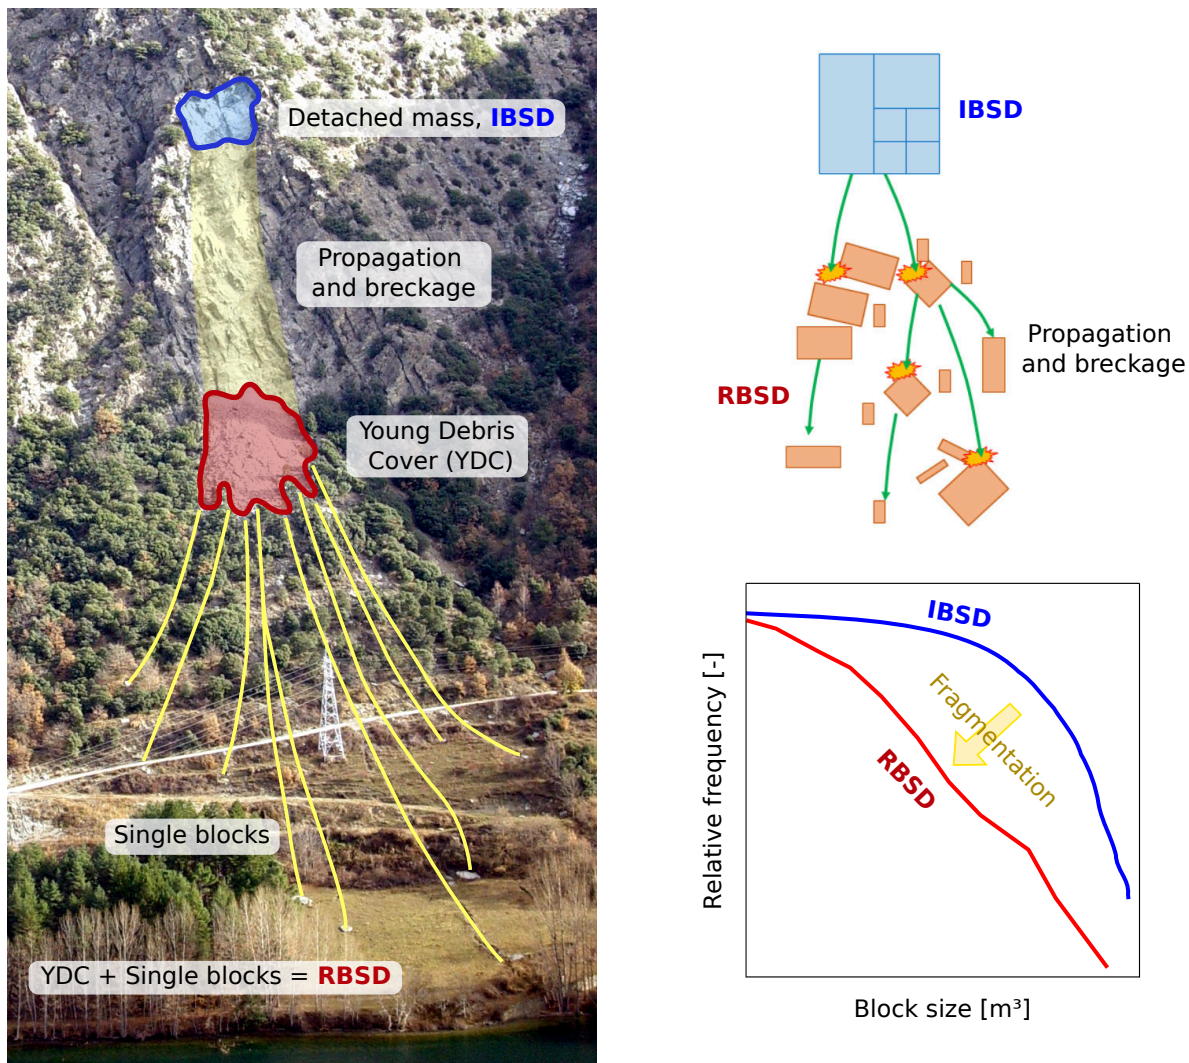 Detached mass, IBSD
Propagation
and breckage
Young Debris
Cover (YDC)
Single blocks
YDC + Single blocks = RBSD
IBSD
Propagation
and breckage
RBSD
IBSD
Fragmentation
RBSD
Relative frequency [-]
Block size [m³]